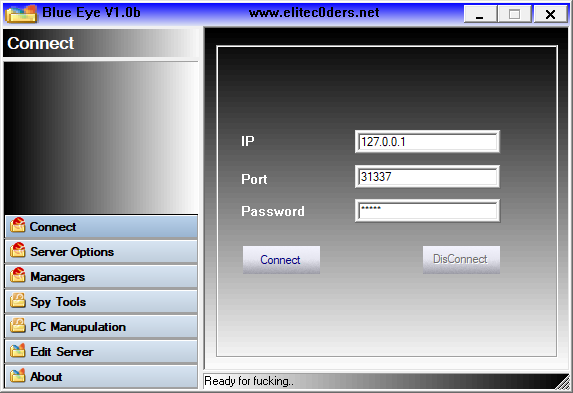 Blue Eye V1.0b www.elitec0ders.net
Connect
IP 127.0.0.1
Port 31337
Password *****
Connect DisConnect
Connect
Server Options
Managers
Spy Tools
PC Manupulation
Edit Server
About
Ready for fucking..